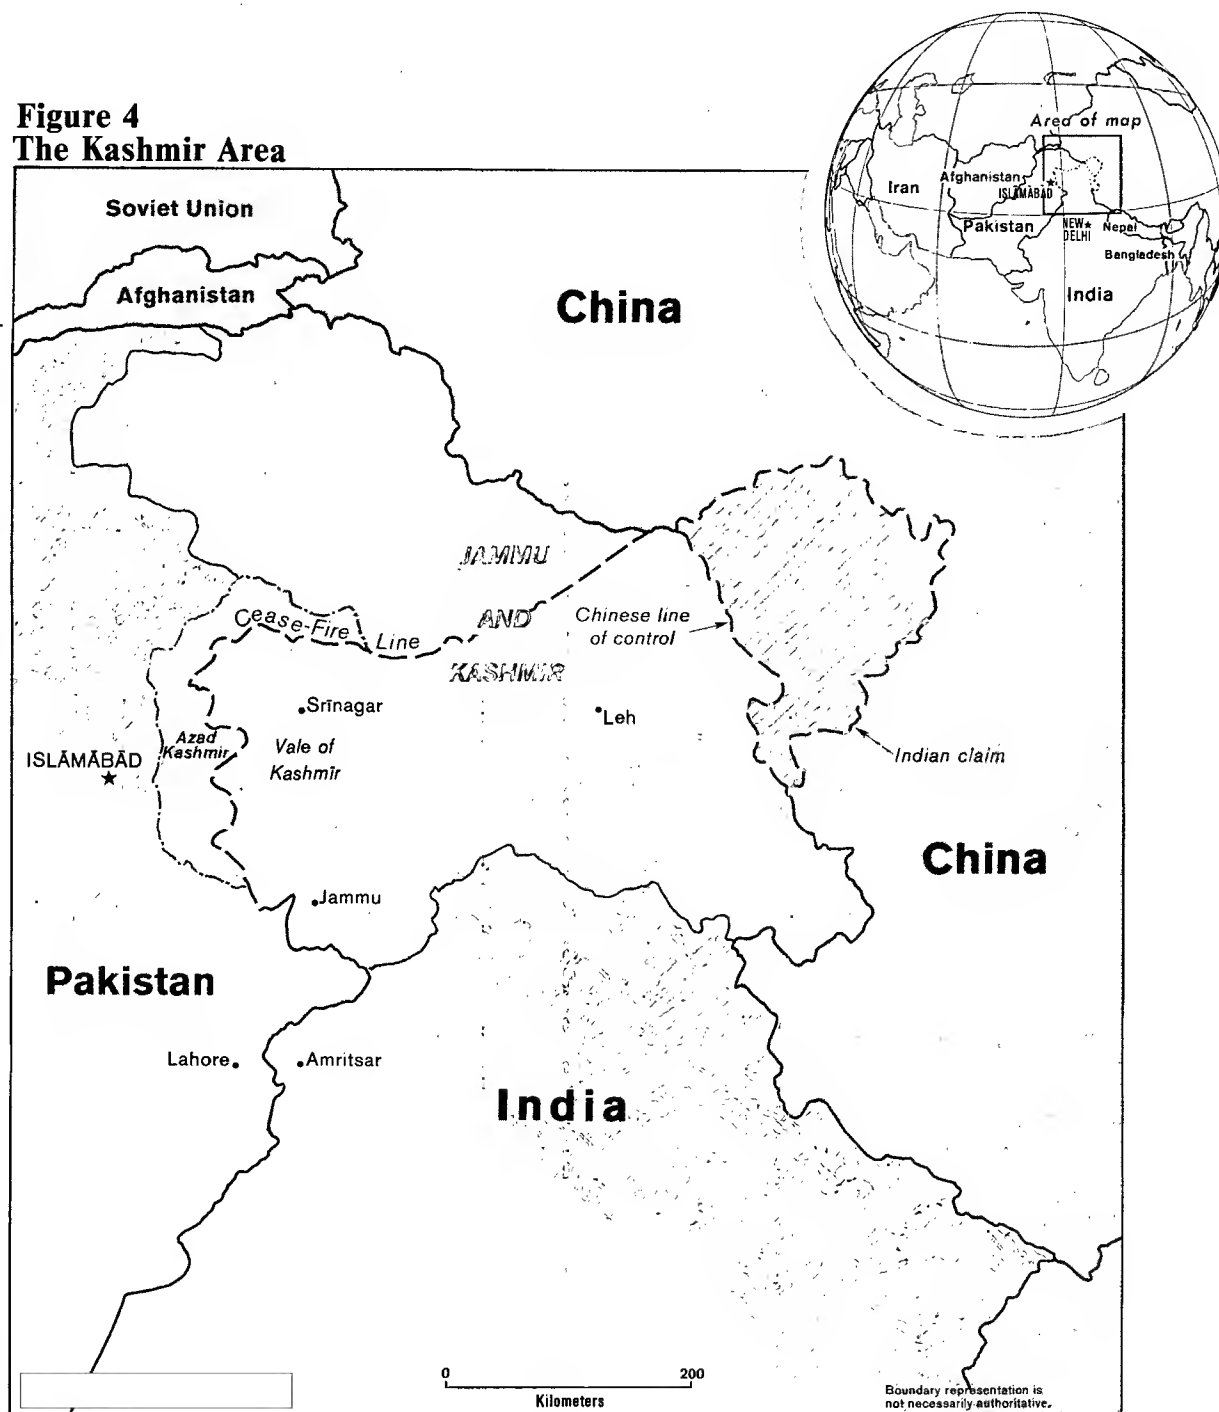 Figure 4
The Kashmir Area
Area of map
Iran
Afghanistan
ISLĀMĀBĀD
Pakistan
NEW
DELHI
Nepal
Bangladesh
India
Soviet Union
Afghanistan
China
JAMMU
AND
KASHMIR
Cease-Fire Line
Chinese line
of control
Srīnagar
Leh
Azad
Kashmir
Vale of
Kashmīr
ISLĀMĀBĀD
Indian claim
China
Jammu
Pakistan
Lahore
Amritsar
India
0 200
Kilometers
Boundary representation is
not necessarily authoritative.